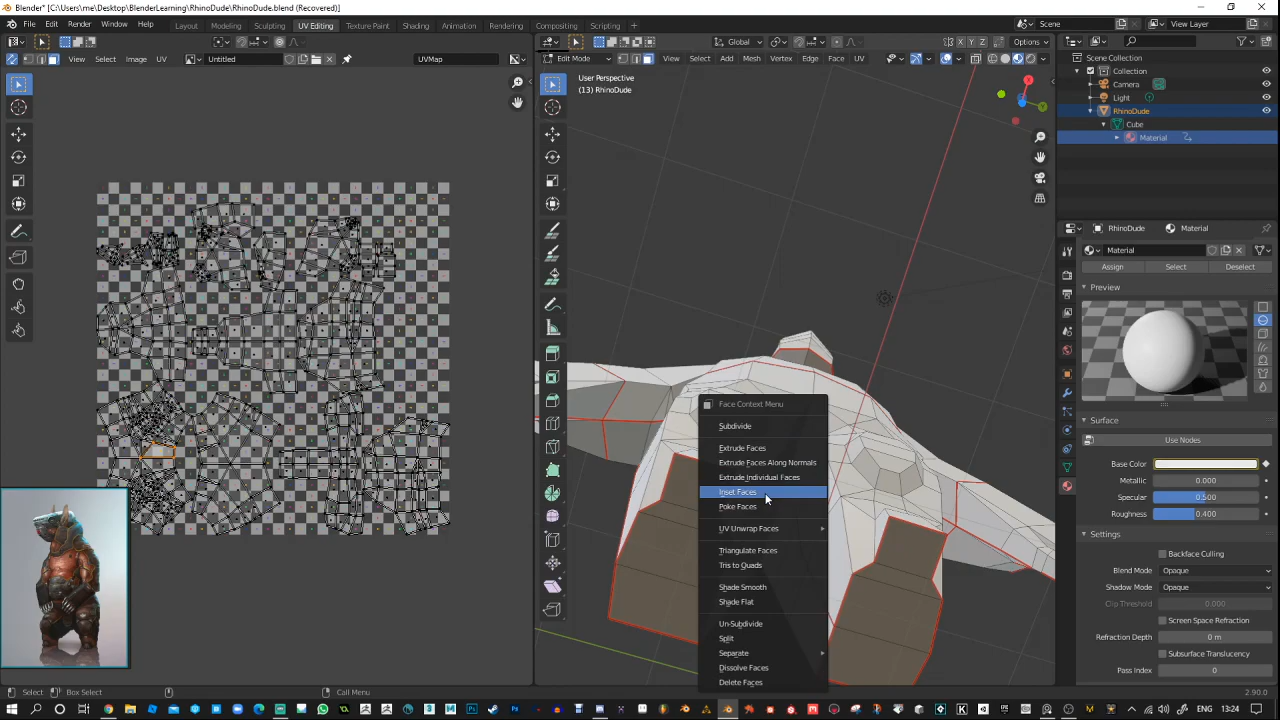 Blender* [C:\Users\me\Desktop\BlenderLearning\RhinoDude\RhinoDude.blend (Recovered)]
File Edit Render Window Help Layout Modeling Sculpting UV Editing Texture Paint Shading Animation Rendering Compositing Scripting + Scene View Layer
Global Options
View Select Image UV Untitled UVMap Edit Mode View Select Add Mesh Vertex Edge Face UV
User Perspective
(13) RhinoDude
X
Y
Scene Collection
Collection
Camera
Light
RhinoDude
Cube
Material
RhinoDude Material
Material
Assign Select Deselect
Preview
Surface
Use Nodes
Base Color
Metallic 0.000
Specular 0.500
Roughness 0.400
Settings
Backface Culling
Blend Mode Opaque
Shadow Mode Opaque
Clip Threshold 0.000
Screen Space Refraction
Refraction Depth 0 m
Subsurface Translucency
Pass Index 0
Face Context Menu
Subdivide
Extrude Faces
Extrude Faces Along Normals
Extrude Individual Faces
Inset Faces
Poke Faces
UV Unwrap Faces
Triangulate Faces
Tris to Quads
Shade Smooth
Shade Flat
Un-Subdivide
Split
Separate
Dissolve Faces
Delete Faces
Select Box Select Call Menu 2.90.0
ENG 13:24